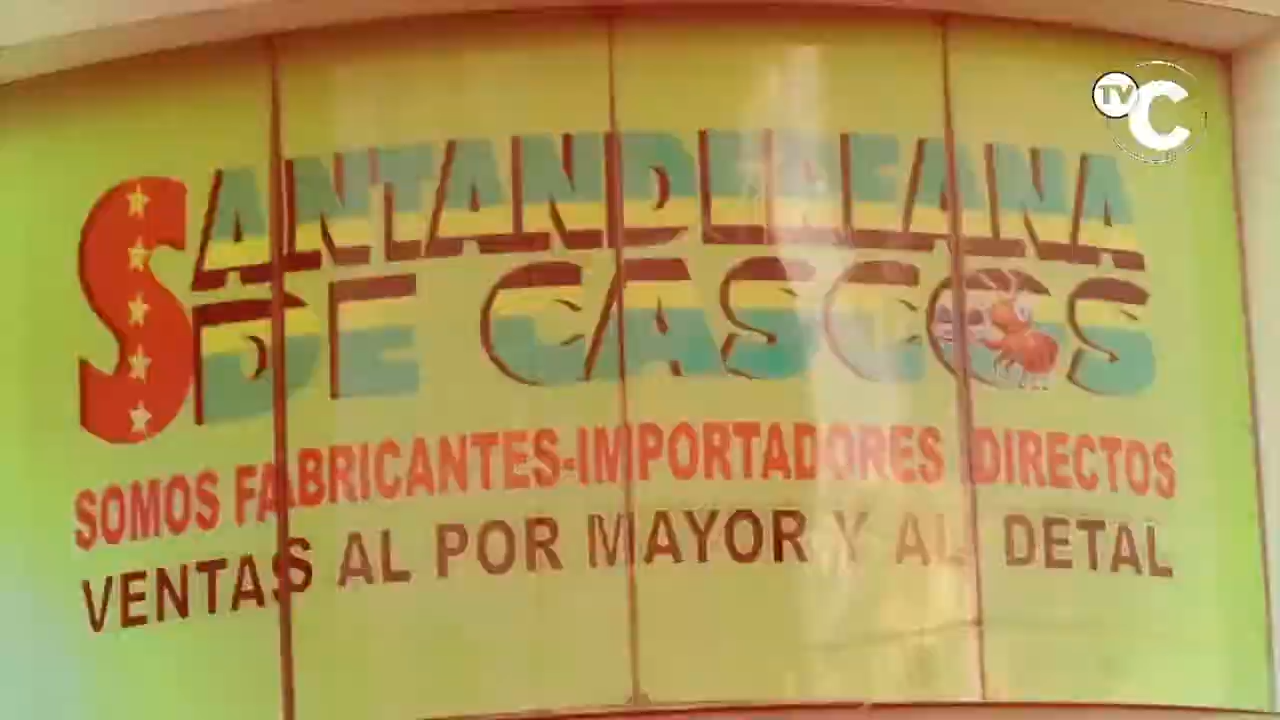 TV C
SANTANDEREANA
DE CASCOS
SOMOS FABRICANTES-IMPORTADORES DIRECTOS
VENTAS AL POR MAYOR Y AL DETAL